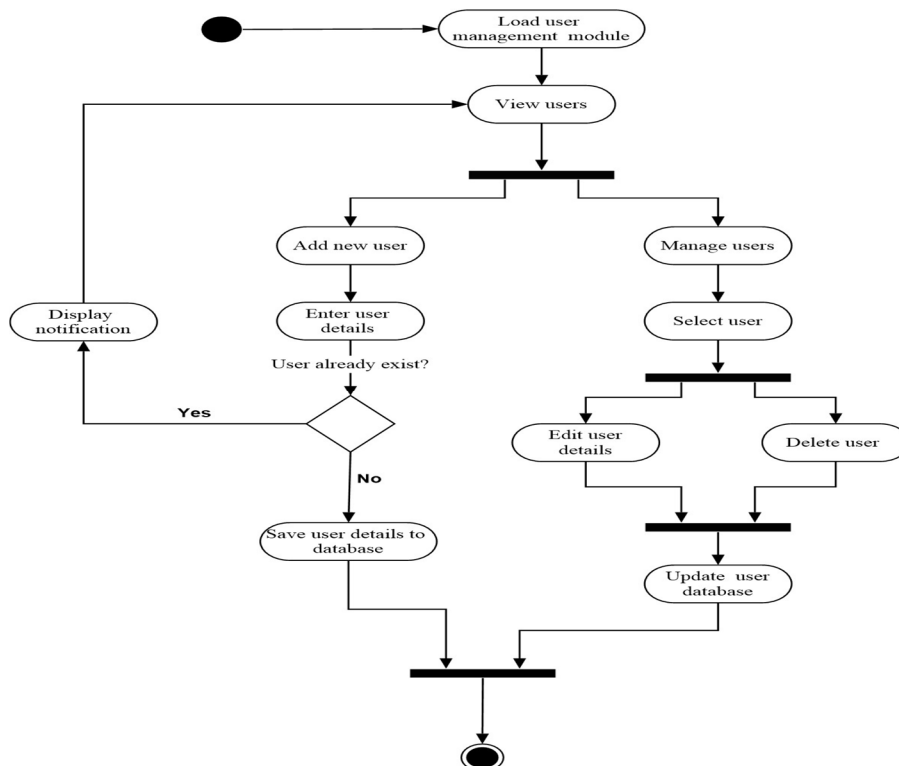 Load user
management module
View users
Add new user
Manage users
Display
notification
Enter user
details
Select user
User already exist?
Yes
Edit user
details
Delete user
No
Save user details to
database
Update user
database